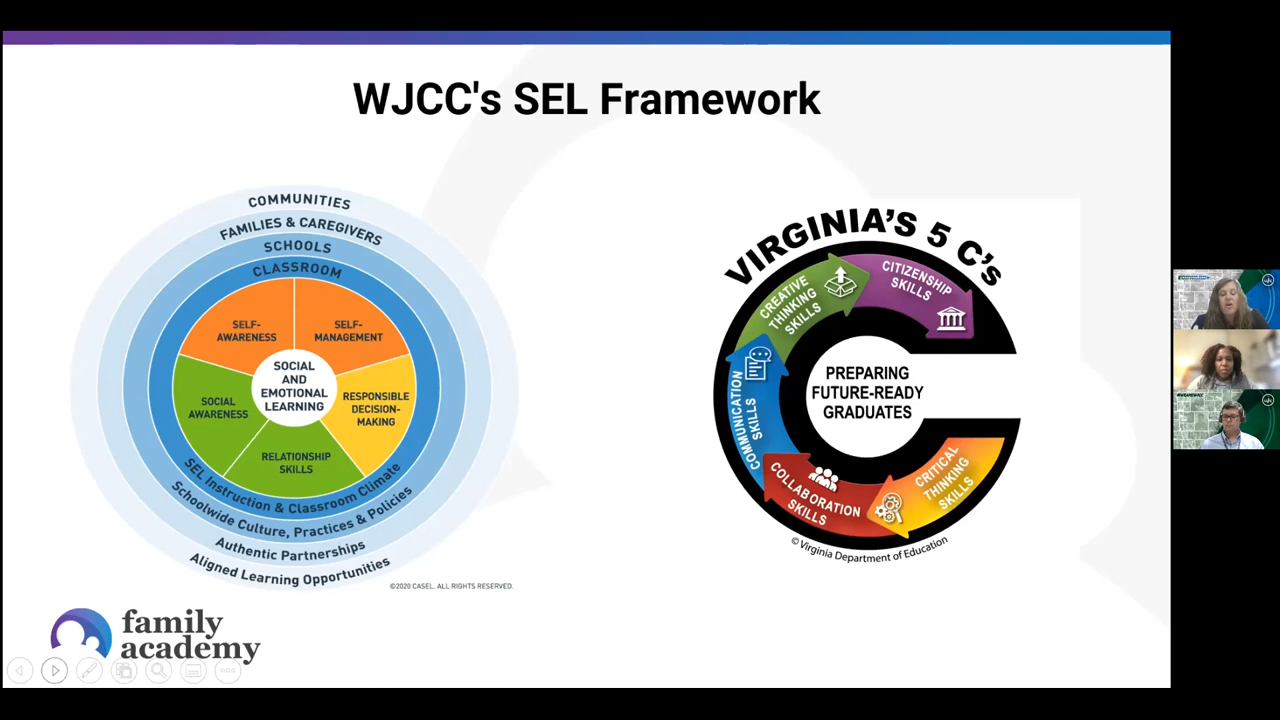 WJCC's SEL Framework
COMMUNITIES
FAMILIES & CAREGIVERS
SCHOOLS
CLASSROOM
SELF-
AWARENESS
SELF-
MANAGEMENT
SOCIAL
AND
EMOTIONAL
LEARNING
SOCIAL
AWARENESS
RESPONSIBLE
DECISION-
MAKING
RELATIONSHIP
SKILLS
SEL Instruction & Classroom Climate
Schoolwide Culture, Practices & Policies
Authentic Partnerships
Aligned Learning Opportunities
©2020 CASEL. ALL RIGHTS RESERVED.
VIRGINIA'S 5 C's
CREATIVE
THINKING
SKILLS
CITIZENSHIP
SKILLS
COMMUNICATION
SKILLS
PREPARING
FUTURE-READY
GRADUATES
COLLABORATION
SKILLS
CRITICAL
THINKING
SKILLS
© Virginia Department of Education
family
academy